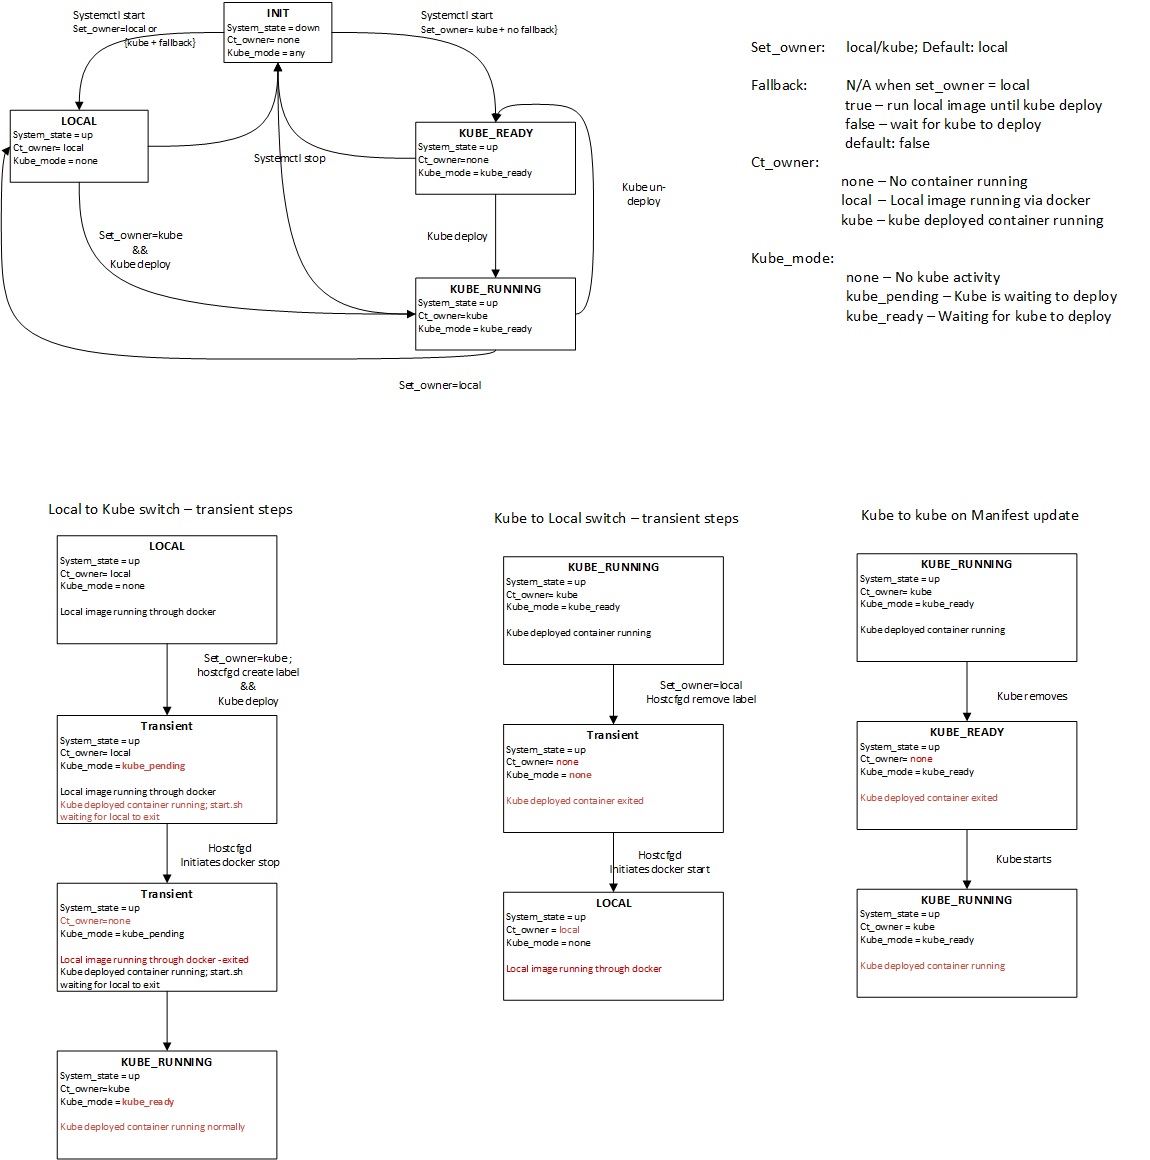 Systemctl start
Set_owner=local or
{kube + fallback}
INIT
System_state = down
Ct_owner= none
Kube_mode = any
Systemctl start
Set_owner= kube + no fallback}
LOCAL
System_state = up
Ct_owner= local
Kube_mode = none
KUBE_READY
System_state = up
Ct_owner=none
Kube_mode = kube_ready
Systemctl stop
Kube un-
deploy
Set_owner=kube
&&
Kube deploy
Kube deploy
KUBE_RUNNING
System_state = up
Ct_owner=kube
Kube_mode = kube_ready
Set_owner=local
Set_owner: local/kube; Default: local
Fallback: N/A when set_owner = local
true – run local image until kube deploy
false – wait for kube to deploy
default: false
Ct_owner:
none – No container running
local – Local image running via docker
kube – kube deployed container running
Kube_mode:
none – No kube activity
kube_pending – Kube is waiting to deploy
kube_ready – Waiting for kube to deploy
Local to Kube switch – transient steps
LOCAL
System_state = up
Ct_owner= local
Kube_mode = none
Local image running through docker
Set_owner=kube ;
hostcfgd create label
&&
Kube deploy
Transient
System_state = up
Ct_owner= local
Kube_mode = kube_pending
Local image running through docker
Kube deployed container running; start.sh
waiting for local to exit
Hostcfgd
Initiates docker stop
Transient
System_state = up
Ct_owner=none
Kube_mode = kube_pending
Local image running through docker -exited
Kube deployed container running; start.sh
waiting for local to exit
KUBE_RUNNING
System_state = up
Ct_owner=kube
Kube_mode = kube_ready
Kube deployed container running normally
Kube to Local switch – transient steps
KUBE_RUNNING
System_state = up
Ct_owner= kube
Kube_mode = kube_ready
Kube deployed container running
Set_owner=local
Hostcfgd remove label
Transient
System_state = up
Ct_owner= none
Kube_mode = none
Kube deployed container exited
Hostcfgd
Initiates docker start
LOCAL
System_state = up
Ct_owner = local
Kube_mode = none
Local image running through docker
Kube to kube on Manifest update
KUBE_RUNNING
System_state = up
Ct_owner= kube
Kube_mode = kube_ready
Kube deployed container running
Kube removes
KUBE_READY
System_state = up
Ct_owner= none
Kube_mode = kube_ready
Kube deployed container exited
Kube starts
KUBE_RUNNING
System_state = up
Ct_owner = kube
Kube_mode = kube_ready
Kube deployed container running